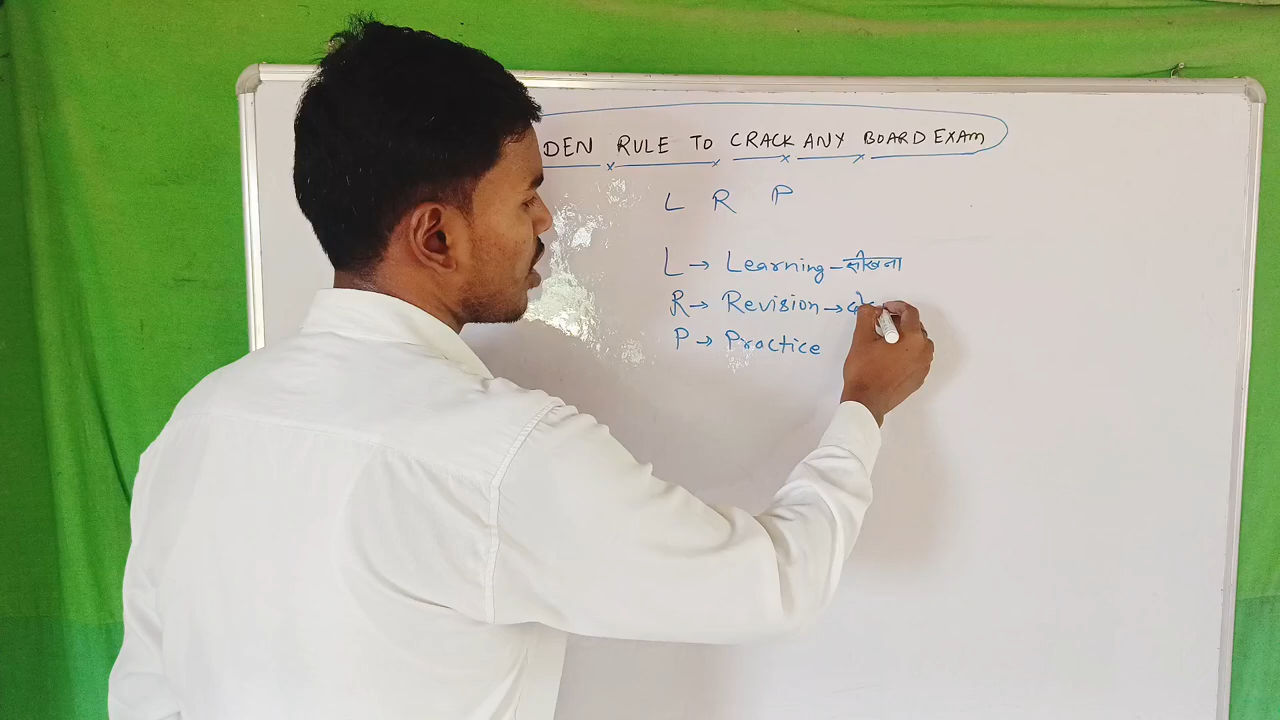 DEN RULE TO CRACK ANY BOARD EXAM
L R P
L → Learning - सीखना
R → Revision →
P → Practice